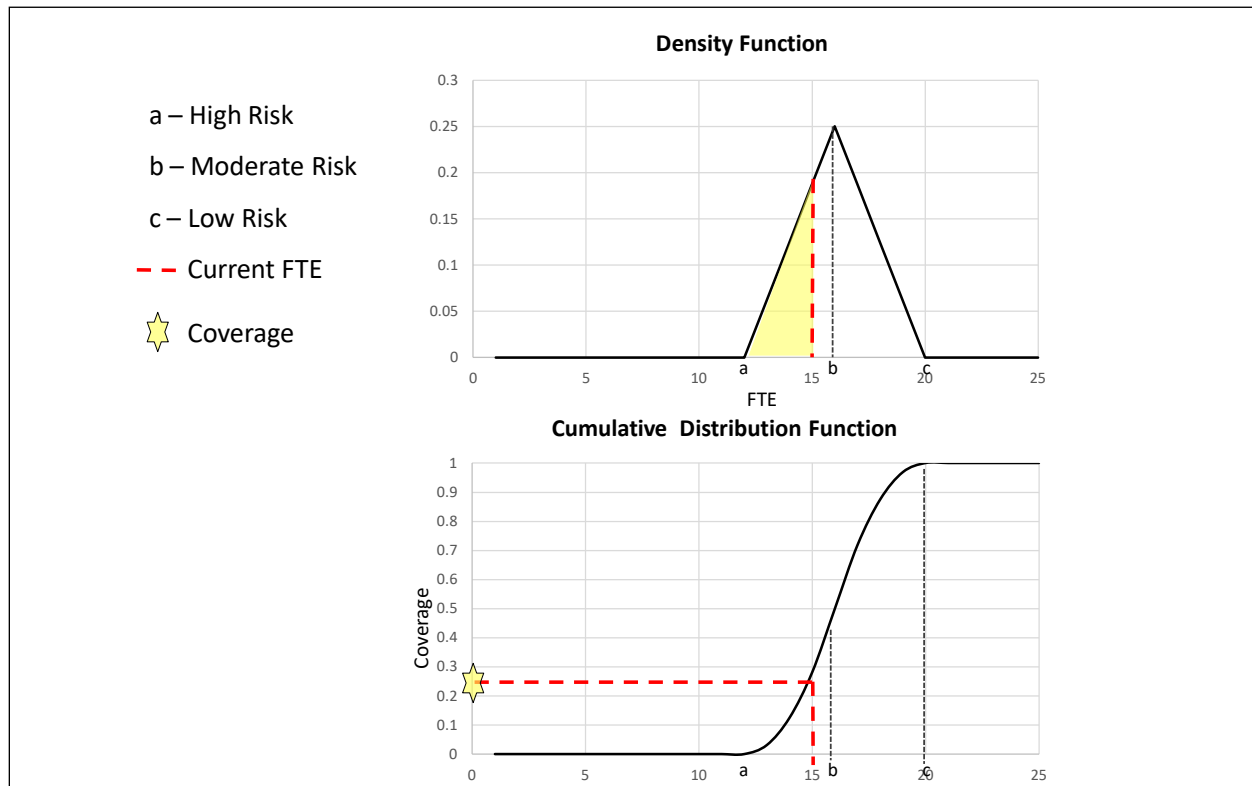 Density Function
a – High Risk
b – Moderate Risk
c – Low Risk
Current FTE
Coverage
0.3
0.25
0.2
0.15
0.1
0.05
0
a b c
0 5 10 15 20 25
FTE
Cumulative Distribution Function
Coverage
1
0.9
0.8
0.7
0.6
0.5
0.4
0.3
0.2
0.1
0
a b c
0 5 10 15 20 25